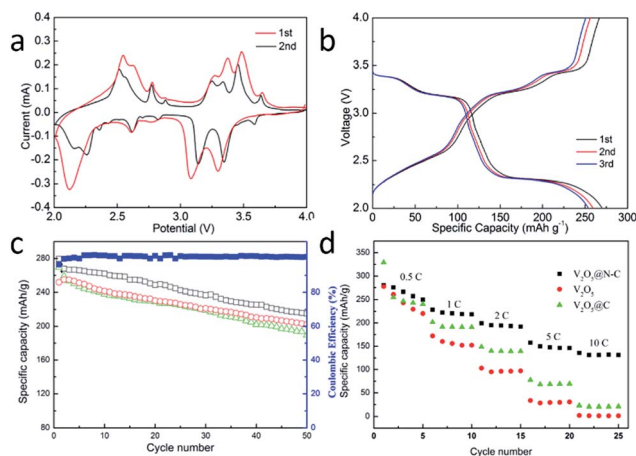 a
1st
2nd
0.4
0.3
0.2
0.1
0.0
0.1
-0.2
-0.3
-0.4
Current (mA)
2.0
2.5
3.0
3.5
4.0
Potential (V)
b
4.0
3.5
3.0
2.5
2.0
Voltage (V)
1st
2nd
3rd
0
50
100
150
200
250
300
Specific Capacity (mAh g⁻¹)
c
280
240
200
160
120
80
40
0
Specific capacity (mAh/g)
0
10
20
30
40
50
Cycle number
100
80
60
40
20
0
Coulombic Efficiency (%)
d
400
350
300
250
200
150
100
50
0
Specific capacity (mAh/g)
0.5 C
1 C
2 C
5 C
10 C
V₂O₅@N-C
V₂O₅
V₂O₅@C
0
5
10
15
20
25
Cycle number